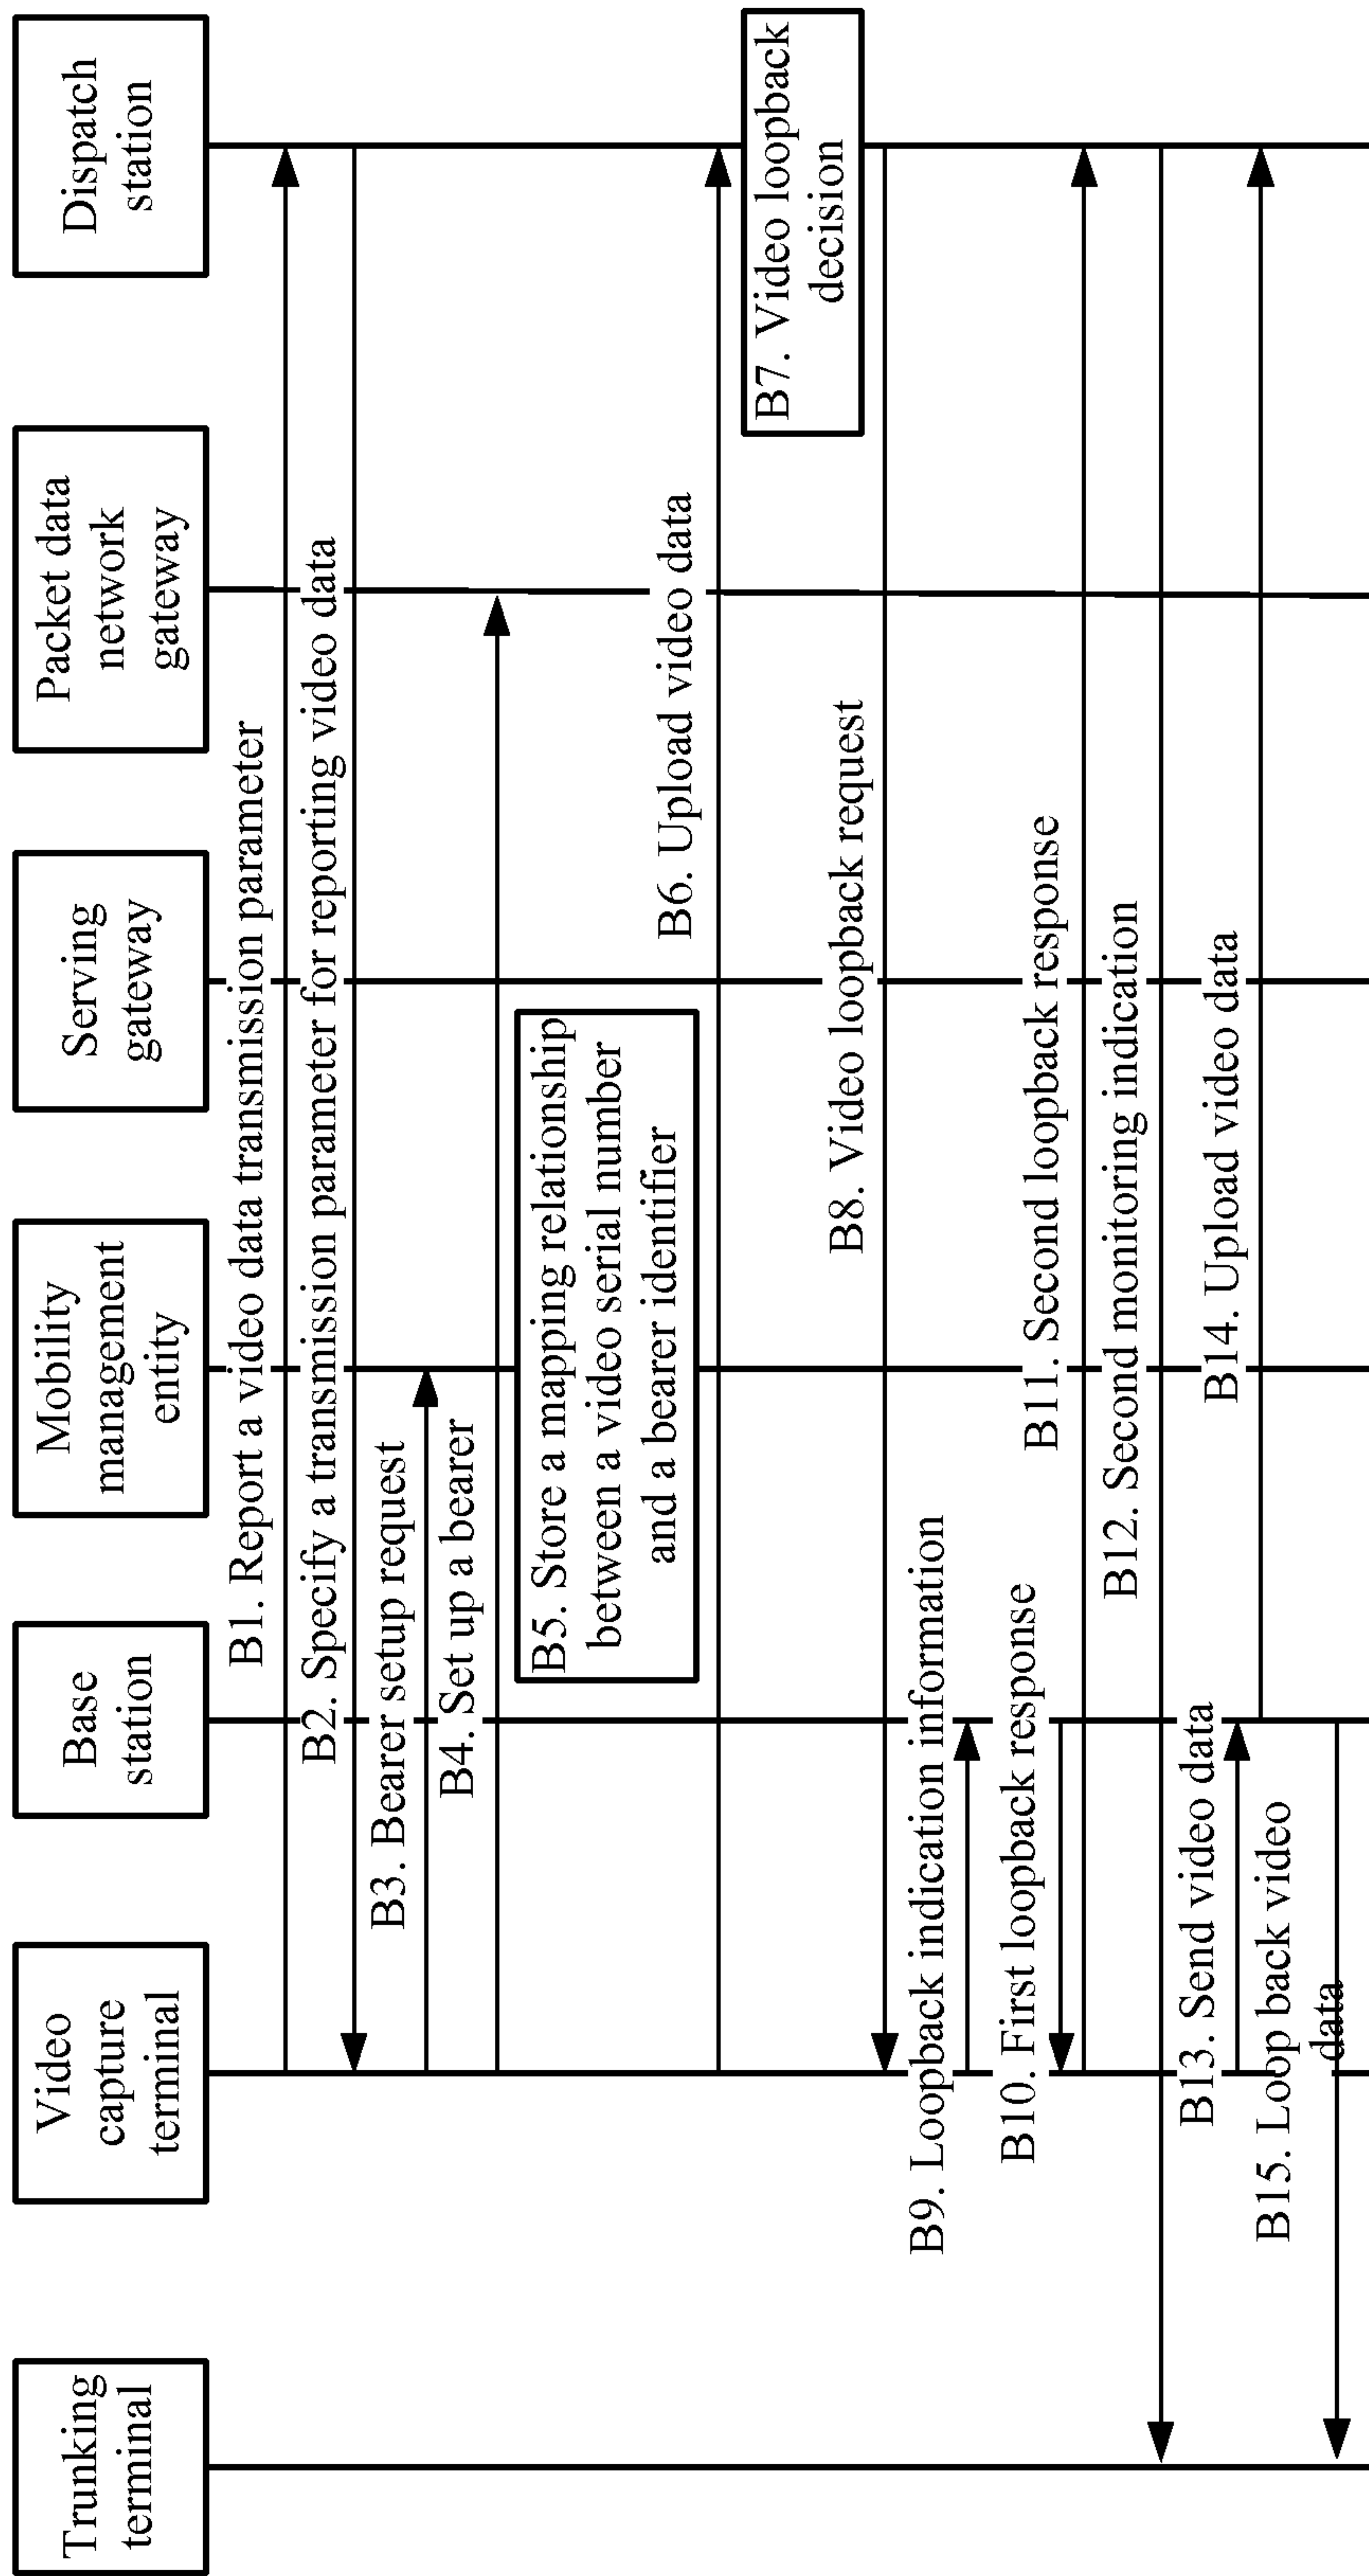 Trunking
terminal
Video
capture
terminal
Base
station
Mobility
management
entity
Serving
gateway
Packet data
network
gateway
Dispatch
station
B1. Report a video data transmission parameter
B2. Specify a transmission parameter for reporting video data
B3. Bearer setup request
B4. Set up a bearer
B5. Store a mapping relationship
between a video serial number
and a bearer identifier
B6. Upload video data
B7. Video loopback
decision
B8. Video loopback request
B9. Loopback indication information
B10. First loopback response
B11. Second loopback response
B12. Second monitoring indication
B13. Send video data
B14. Upload video data
B15. Loop back video
data